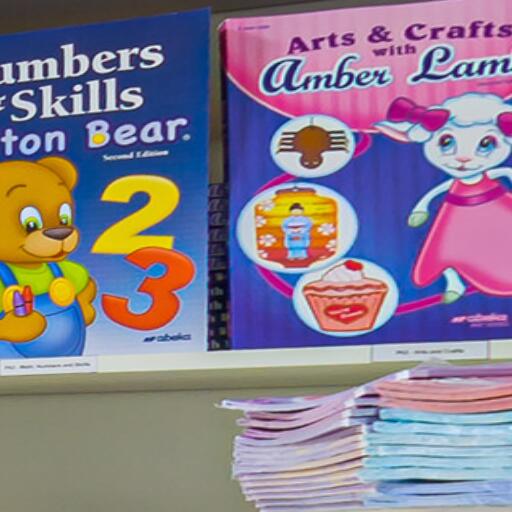 umbers
& Skills
ton Bear
Second Edition
2
3
abeka
Arts & Crafts
with
Amber Lam
abeka